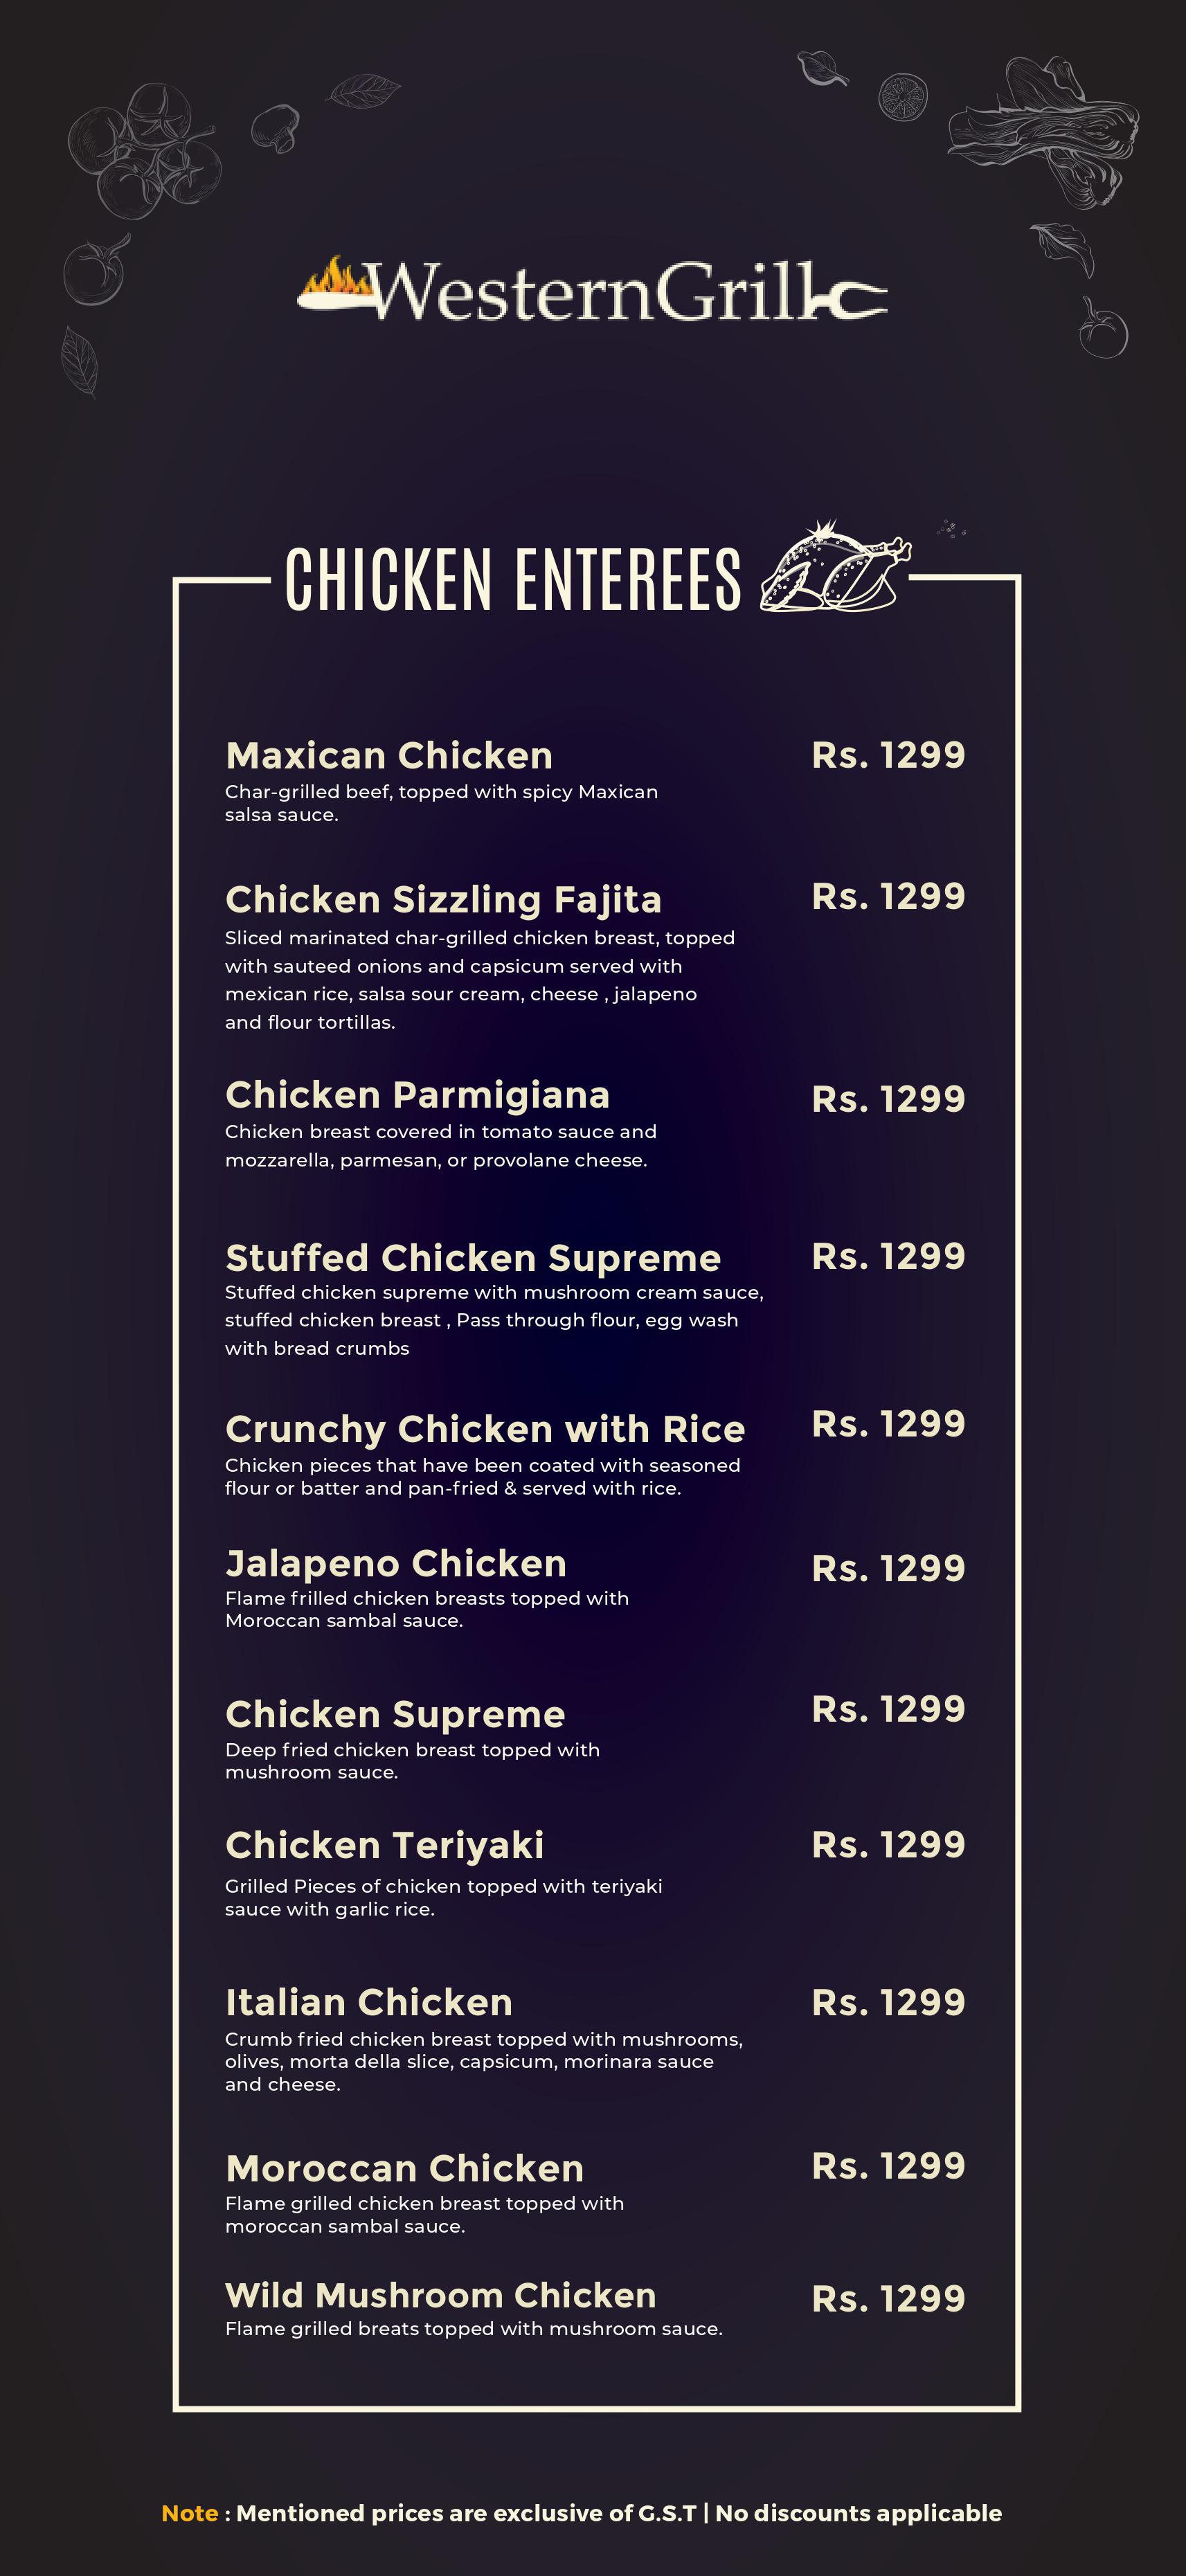 WesternGrill
CHICKEN ENTEREES
Maxican Chicken Rs. 1299
Char-grilled beef, topped with spicy Maxican
salsa sauce.
Chicken Sizzling Fajita Rs. 1299
Sliced marinated char-grilled chicken breast, topped
with sauteed onions and capsicum served with
mexican rice, salsa sour cream, cheese , jalapeno
and flour tortillas.
Chicken Parmigiana Rs. 1299
Chicken breast covered in tomato sauce and
mozzarella, parmesan, or provolane cheese.
Stuffed Chicken Supreme Rs. 1299
Stuffed chicken supreme with mushroom cream sauce,
stuffed chicken breast , Pass through flour, egg wash
with bread crumbs
Crunchy Chicken with Rice Rs. 1299
Chicken pieces that have been coated with seasoned
flour or batter and pan-fried & served with rice.
Jalapeno Chicken Rs. 1299
Flame frilled chicken breasts topped with
Moroccan sambal sauce.
Chicken Supreme Rs. 1299
Deep fried chicken breast topped with
mushroom sauce.
Chicken Teriyaki Rs. 1299
Grilled Pieces of chicken topped with teriyaki
sauce with garlic rice.
Italian Chicken Rs. 1299
Crumb fried chicken breast topped with mushrooms,
olives, morta della slice, capsicum, morinara sauce
and cheese.
Moroccan Chicken Rs. 1299
Flame grilled chicken breast topped with
moroccan sambal sauce.
Wild Mushroom Chicken Rs. 1299
Flame grilled breats topped with mushroom sauce.
Note : Mentioned prices are exclusive of G.S.T | No discounts applicable